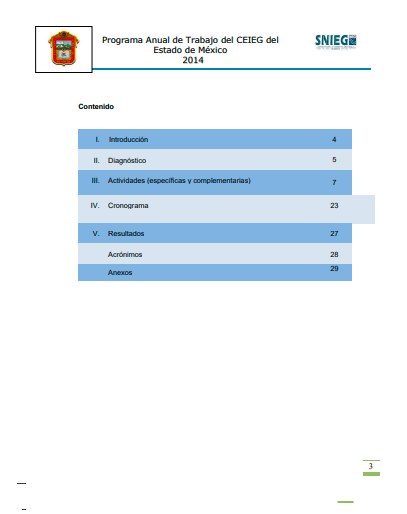 Programa Anual de Trabajo del CEIEG del
Estado de México
2014
SNIEG
Contenido
I. Introducción 4
II. Diagnóstico 5
III. Actividades (específicas y complementarias) 7
IV. Cronograma 23
V. Resultados 27
Acrónimos 28
Anexos 29
3